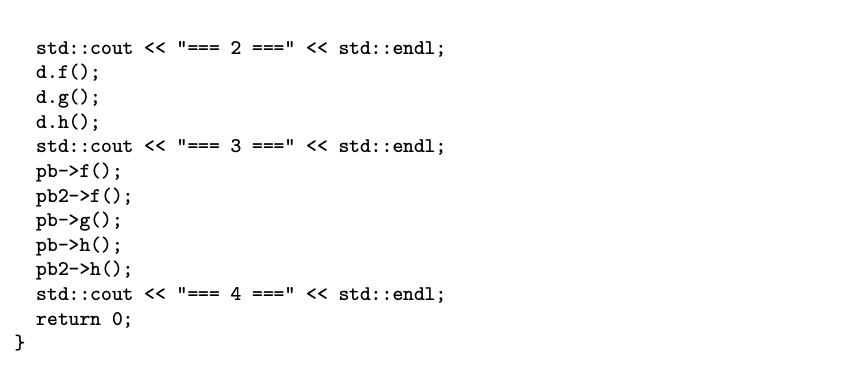 std::cout << "=== 2 ===" << std::endl;
d.f();
d.g();
d.h();
std::cout << "=== 3 ===" << std::endl;
pb->f();
pb2->f();
pb->g();
pb->h();
pb2->h();
std::cout << "=== 4 ===" << std::endl;
return 0;
}